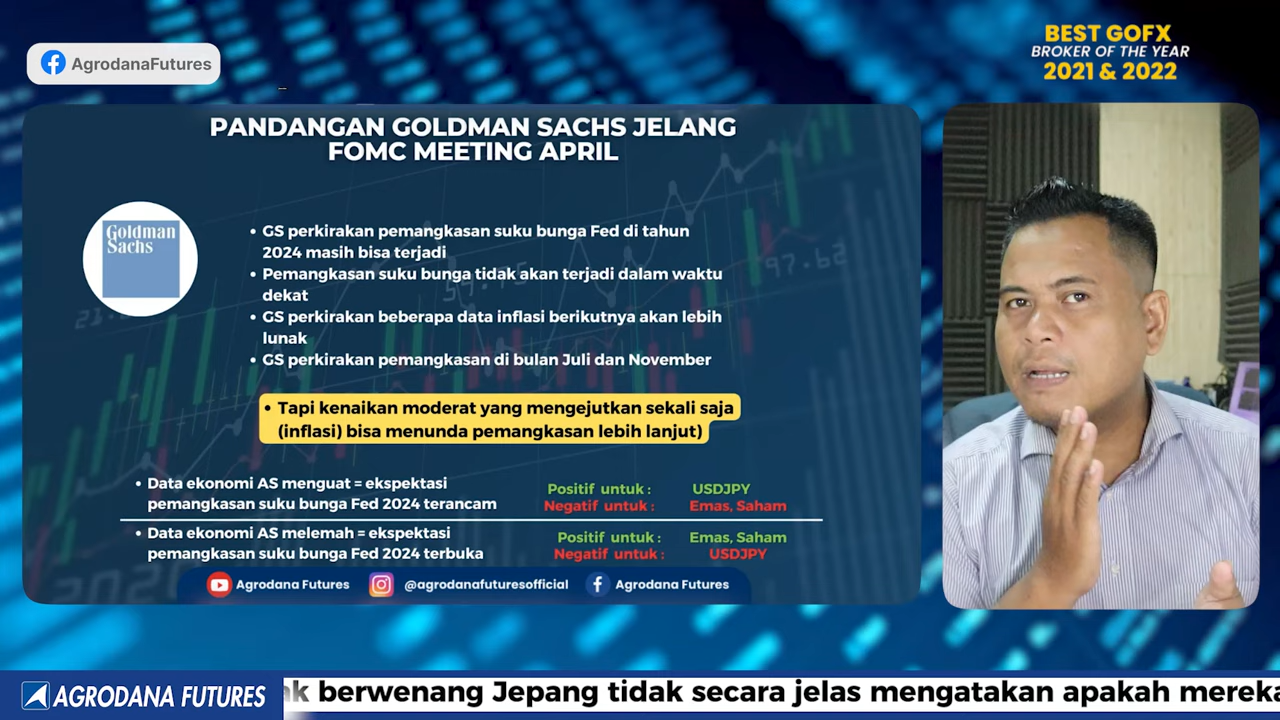 AgrodanaFutures
BEST GOFX
BROKER OF THE YEAR
2021 & 2022
PANDANGAN GOLDMAN SACHS JELANG
FOMC MEETING APRIL
Goldman
Sachs
• GS perkirakan pemangkasan suku bunga Fed di tahun
2024 masih bisa terjadi
• Pemangkasan suku bunga tidak akan terjadi dalam waktu
dekat
• GS perkirakan beberapa data inflasi berikutnya akan lebih
lunak
• GS perkirakan pemangkasan di bulan Juli dan November
• Tapi kenaikan moderat yang mengejutkan sekali saja
(inflasi) bisa menunda pemangkasan lebih lanjut)
• Data ekonomi AS menguat = ekspektasi
pemangkasan suku bunga Fed 2024 terancam
Positif untuk : USDJPY
Negatif untuk : Emas, Saham
• Data ekonomi AS melemah = ekspektasi
pemangkasan suku bunga Fed 2024 terbuka
Positif untuk : Emas, Saham
Negatif untuk : USDJPY
Agrodana Futures @agrodanafuturesofficial Agrodana Futures
AGRODANA FUTURES
berwenang Jepang tidak secara jelas mengatakan apakah